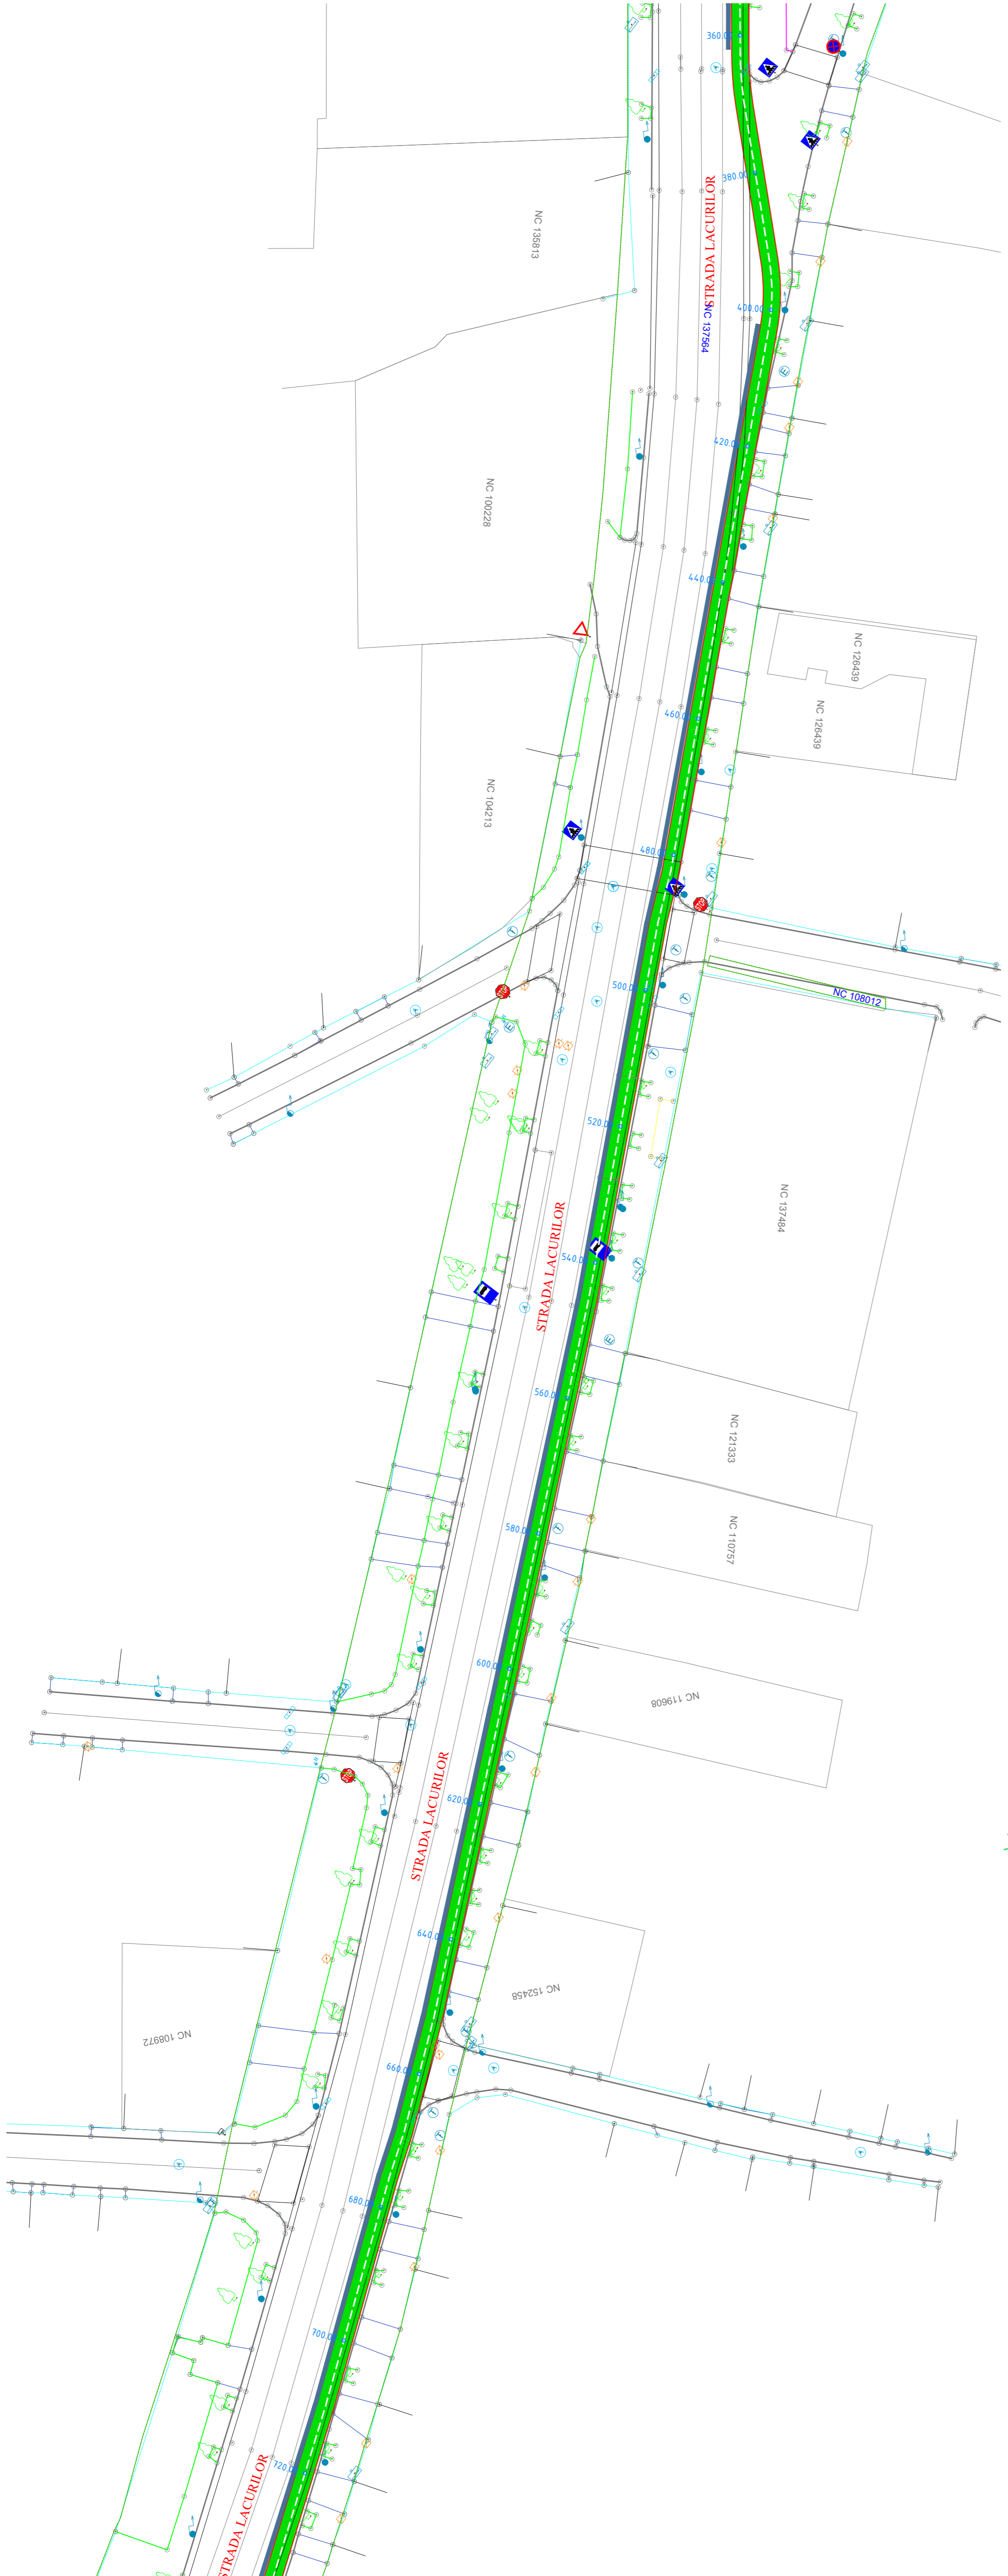 360.00
380.00
STRADA LACURILOR
NC 135813
400.00
NC 137564
420.00
NC 100228
440.00
NC 126439
460.00
NC 126439
NC 104213
480.00
STOP
STOP
500.00
NC 108012
520.00
NC 137484
STRADA LACURILOR
540.00
560.00
NC 121333
580.00
NC 110757
600.00
NC 119608
STOP
STRADA LACURILOR
620.00
640.00
NC 152458
NC 108972
660.00
680.00
700.00
720.00
STRADA LACURILOR